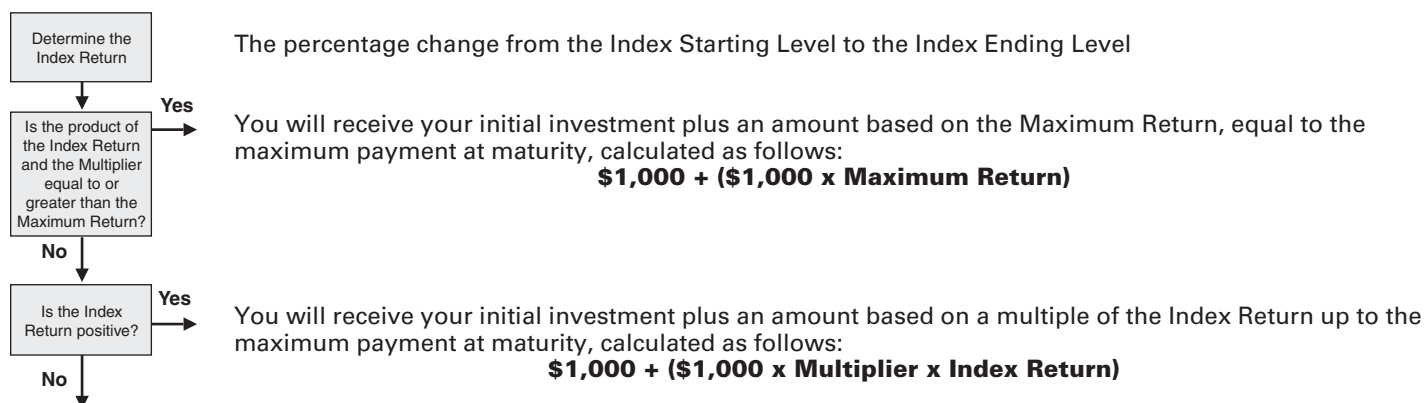 Determine the
Index Return
The percentage change from the Index Starting Level to the Index Ending Level
Yes
Is the product of
the Index Return
and the Multiplier
equal to or
greater than the
Maximum Return?
You will receive your initial investment plus an amount based on the Maximum Return, equal to the
maximum payment at maturity, calculated as follows:
$1,000 + ($1,000 x Maximum Return)
No
Is the Index
Return positive?
Yes
You will receive your initial investment plus an amount based on a multiple of the Index Return up to the
maximum payment at maturity, calculated as follows:
$1,000 + ($1,000 x Multiplier x Index Return)
No